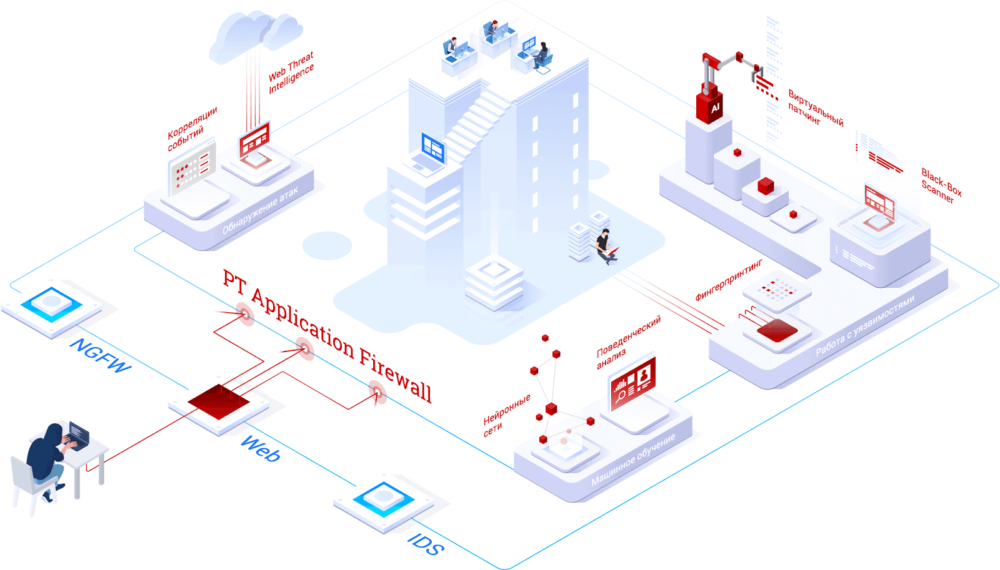 Web Threat
Intelligence
Корреляции
событий
Обнаружение атак
AI
Виртуальный
патчинг
Black-Box
Scanner
Фингерпринтинг
Работа с уязвимостями
PT Application Firewall
NGFW
Поведенческий
анализ
Нейронные
сети
Машинное обучение
Web
IDS